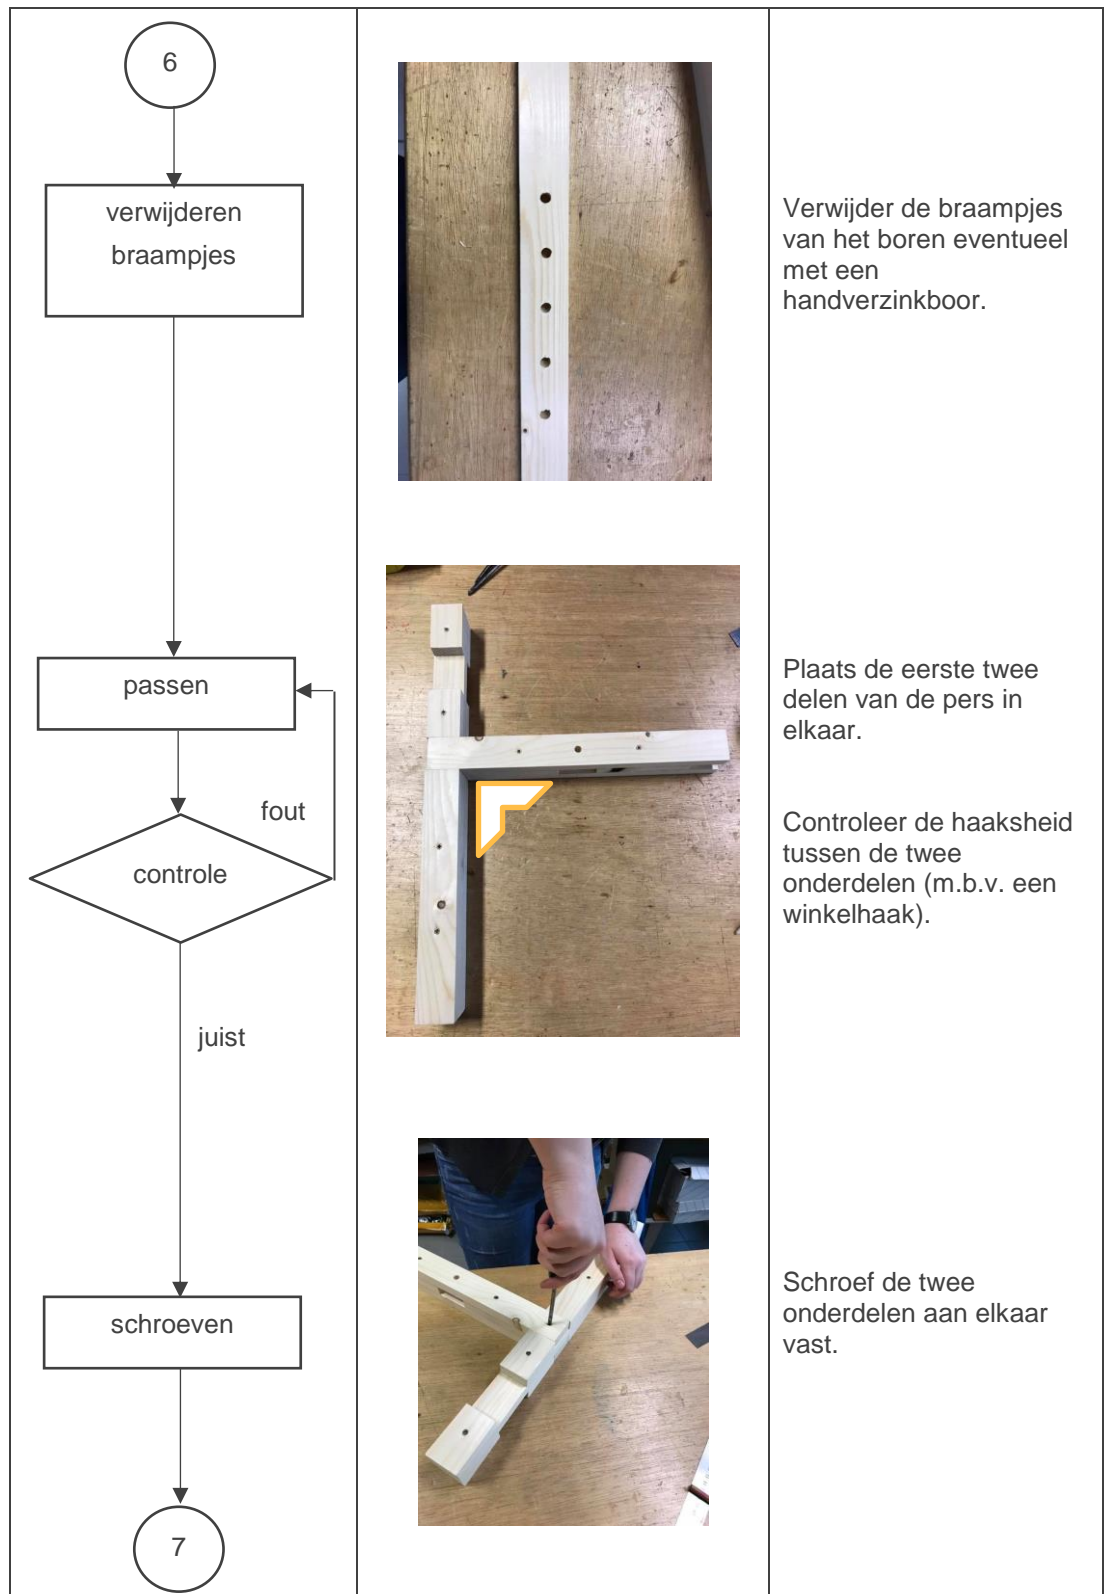 6
verwijderen
braampjes
Verwijder de braampjes
van het boren eventueel
met een
handverzinkboor.
passen
Plaats de eerste twee
delen van de pers in
elkaar.
fout
controle
Controleer de haaksheid
tussen de twee
onderdelen (m.b.v. een
winkelhaak).
juist
schroeven
Schroef de twee
onderdelen aan elkaar
vast.
7